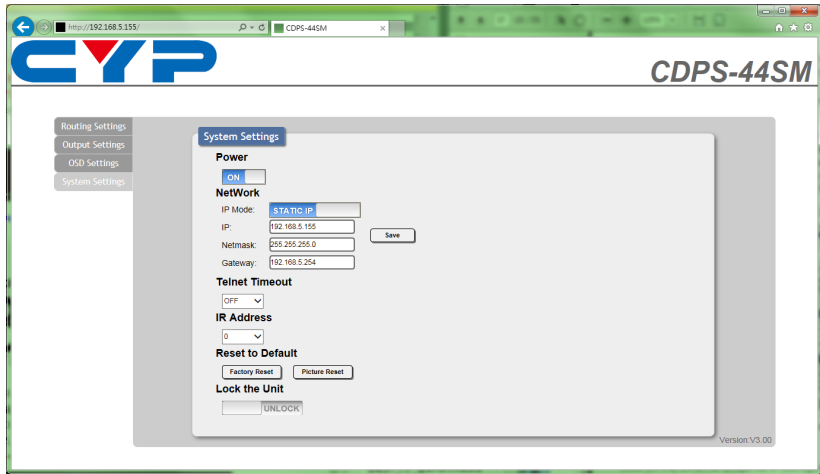 http://192.168.5.155/
CDPS-44SM
CYP
CDPS-44SM
Routing Settings
Output Settings
OSD Settings
System Settings
System Settings
Power
ON
NetWork
IP Mode: STATIC IP
IP: 192.168.5.155
Save
Netmask: 255.255.255.0
Gateway: 192.168.5.254
Telnet Timeout
OFF
IR Address
0
Reset to Default
Factory Reset Picture Reset
Lock the Unit
UNLOCK
Version:V3.00